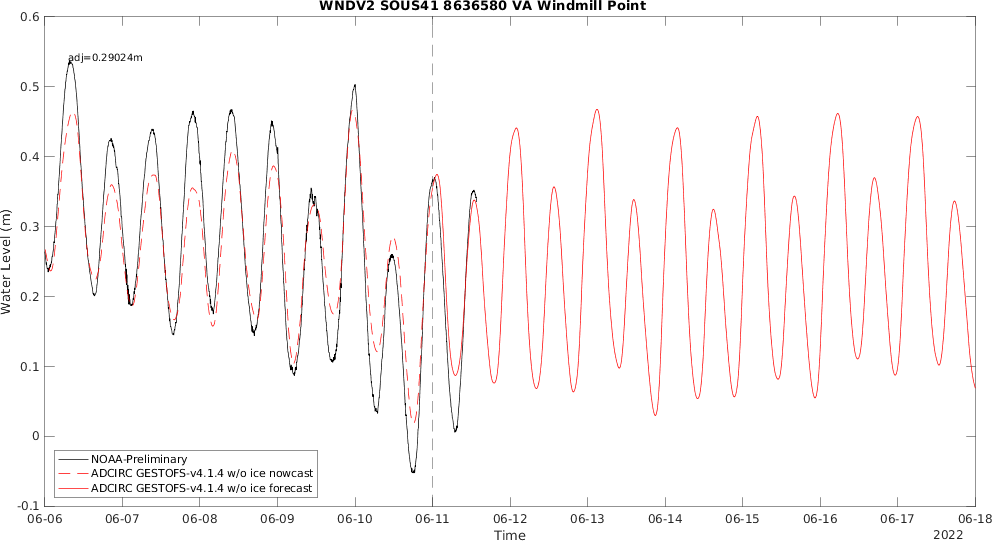 WNDV2 SOUS41 8636580 VA Windmill Point
adj=0.29024m
0.6
0.5
0.4
0.3
0.2
0.1
0
-0.1
Water Level (m)
NOAA-Preliminary
ADCIRC GESTOFS-v4.1.4 w/o ice nowcast
ADCIRC GESTOFS-v4.1.4 w/o ice forecast
06-06 06-07 06-08 06-09 06-10 06-11 06-12 06-13 06-14 06-15 06-16 06-17 06-18
Time
2022